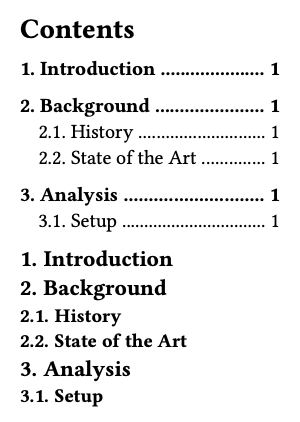 Contents
1. Introduction ...................... 1
2. Background ....................... 1
2.1. History ............................. 1
2.2. State of the Art .............. 1
3. Analysis ............................. 1
3.1. Setup ................................. 1
1. Introduction
2. Background
2.1. History
2.2. State of the Art
3. Analysis
3.1. Setup